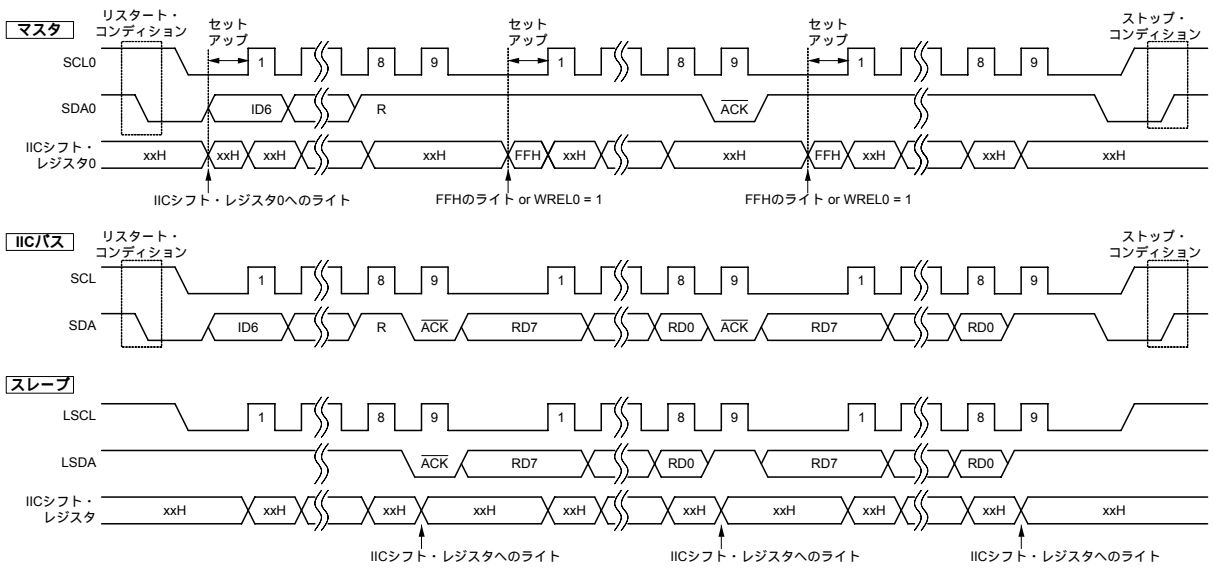 リスタート・
コンディション
セット
アップ
セット
アップ
セット
アップ
ストップ・
コンディション
マスタ
SCL0
1
8
9
1
8
9
1
8
9
SDA0
ID6
R
ACK
IICシフト・
レジスタ0
xxH
xxH
xxH
xxH
FFH
xxH
xxH
FFH
xxH
xxH
xxH
IICシフト・レジスタ0へのライト
FFHのライト or WREL0 = 1
FFHのライト or WREL0 = 1
IICバス
リスタート・
コンディション
ストップ・
コンディション
SCL
1
8
9
1
8
9
1
8
9
SDA
ID6
R
ACK
RD7
RD0
ACK
RD7
RD0
スレーブ
LSCL
1
8
9
1
8
9
1
8
9
LSDA
ACK
RD7
RD0
RD7
RD0
IICシフト・
レジスタ
xxH
xxH
xxH
xxH
xxH
xxH
xxH
xxH
xxH
xxH
IICシフト・レジスタへのライト
IICシフト・レジスタへのライト
IICシフト・レジスタへのライト